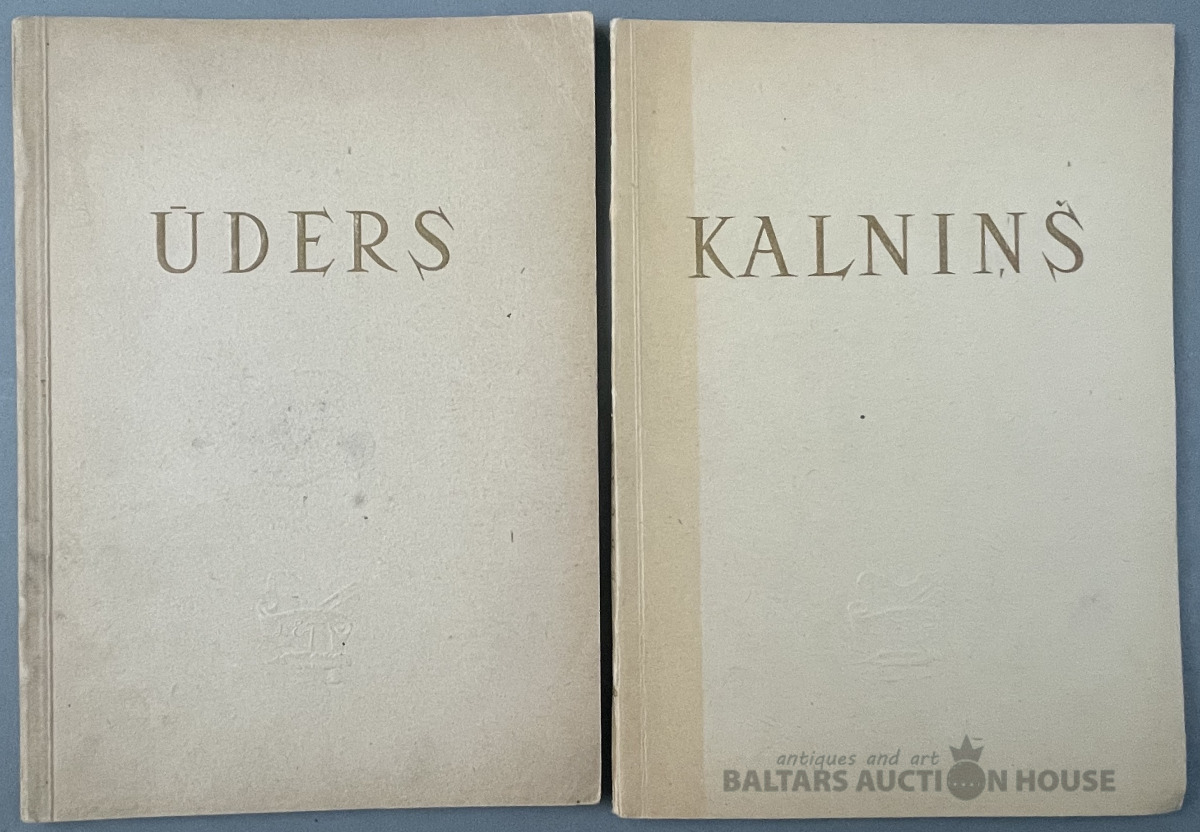 ŪDERS
KALNIŅŠ
antiques and art
BALTARS AUCTION HOUSE